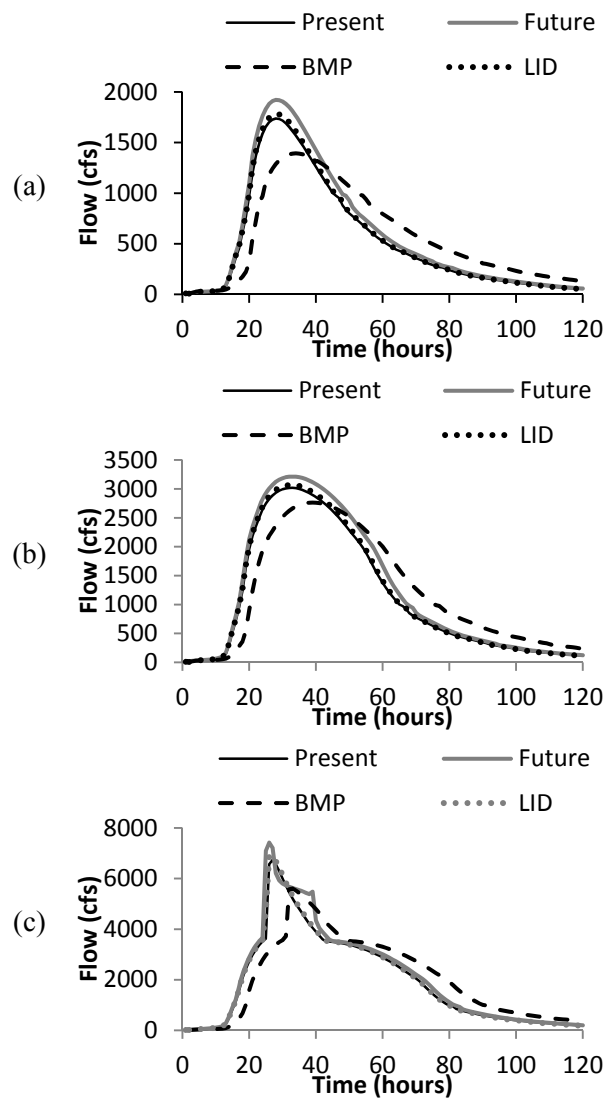 Present Future
BMP LID
(a)
Flow (cfs)
2000
1500
1000
500
0
0 20 40 60 80 100 120
Time (hours)
Present Future
BMP LID
(b)
Flow (cfs)
3500
3000
2500
2000
1500
1000
500
0
0 20 40 60 80 100 120
Time (hours)
Present Future
BMP LID
(c)
Flow (cfs)
8000
6000
4000
2000
0
0 20 40 60 80 100 120
Time (hours)